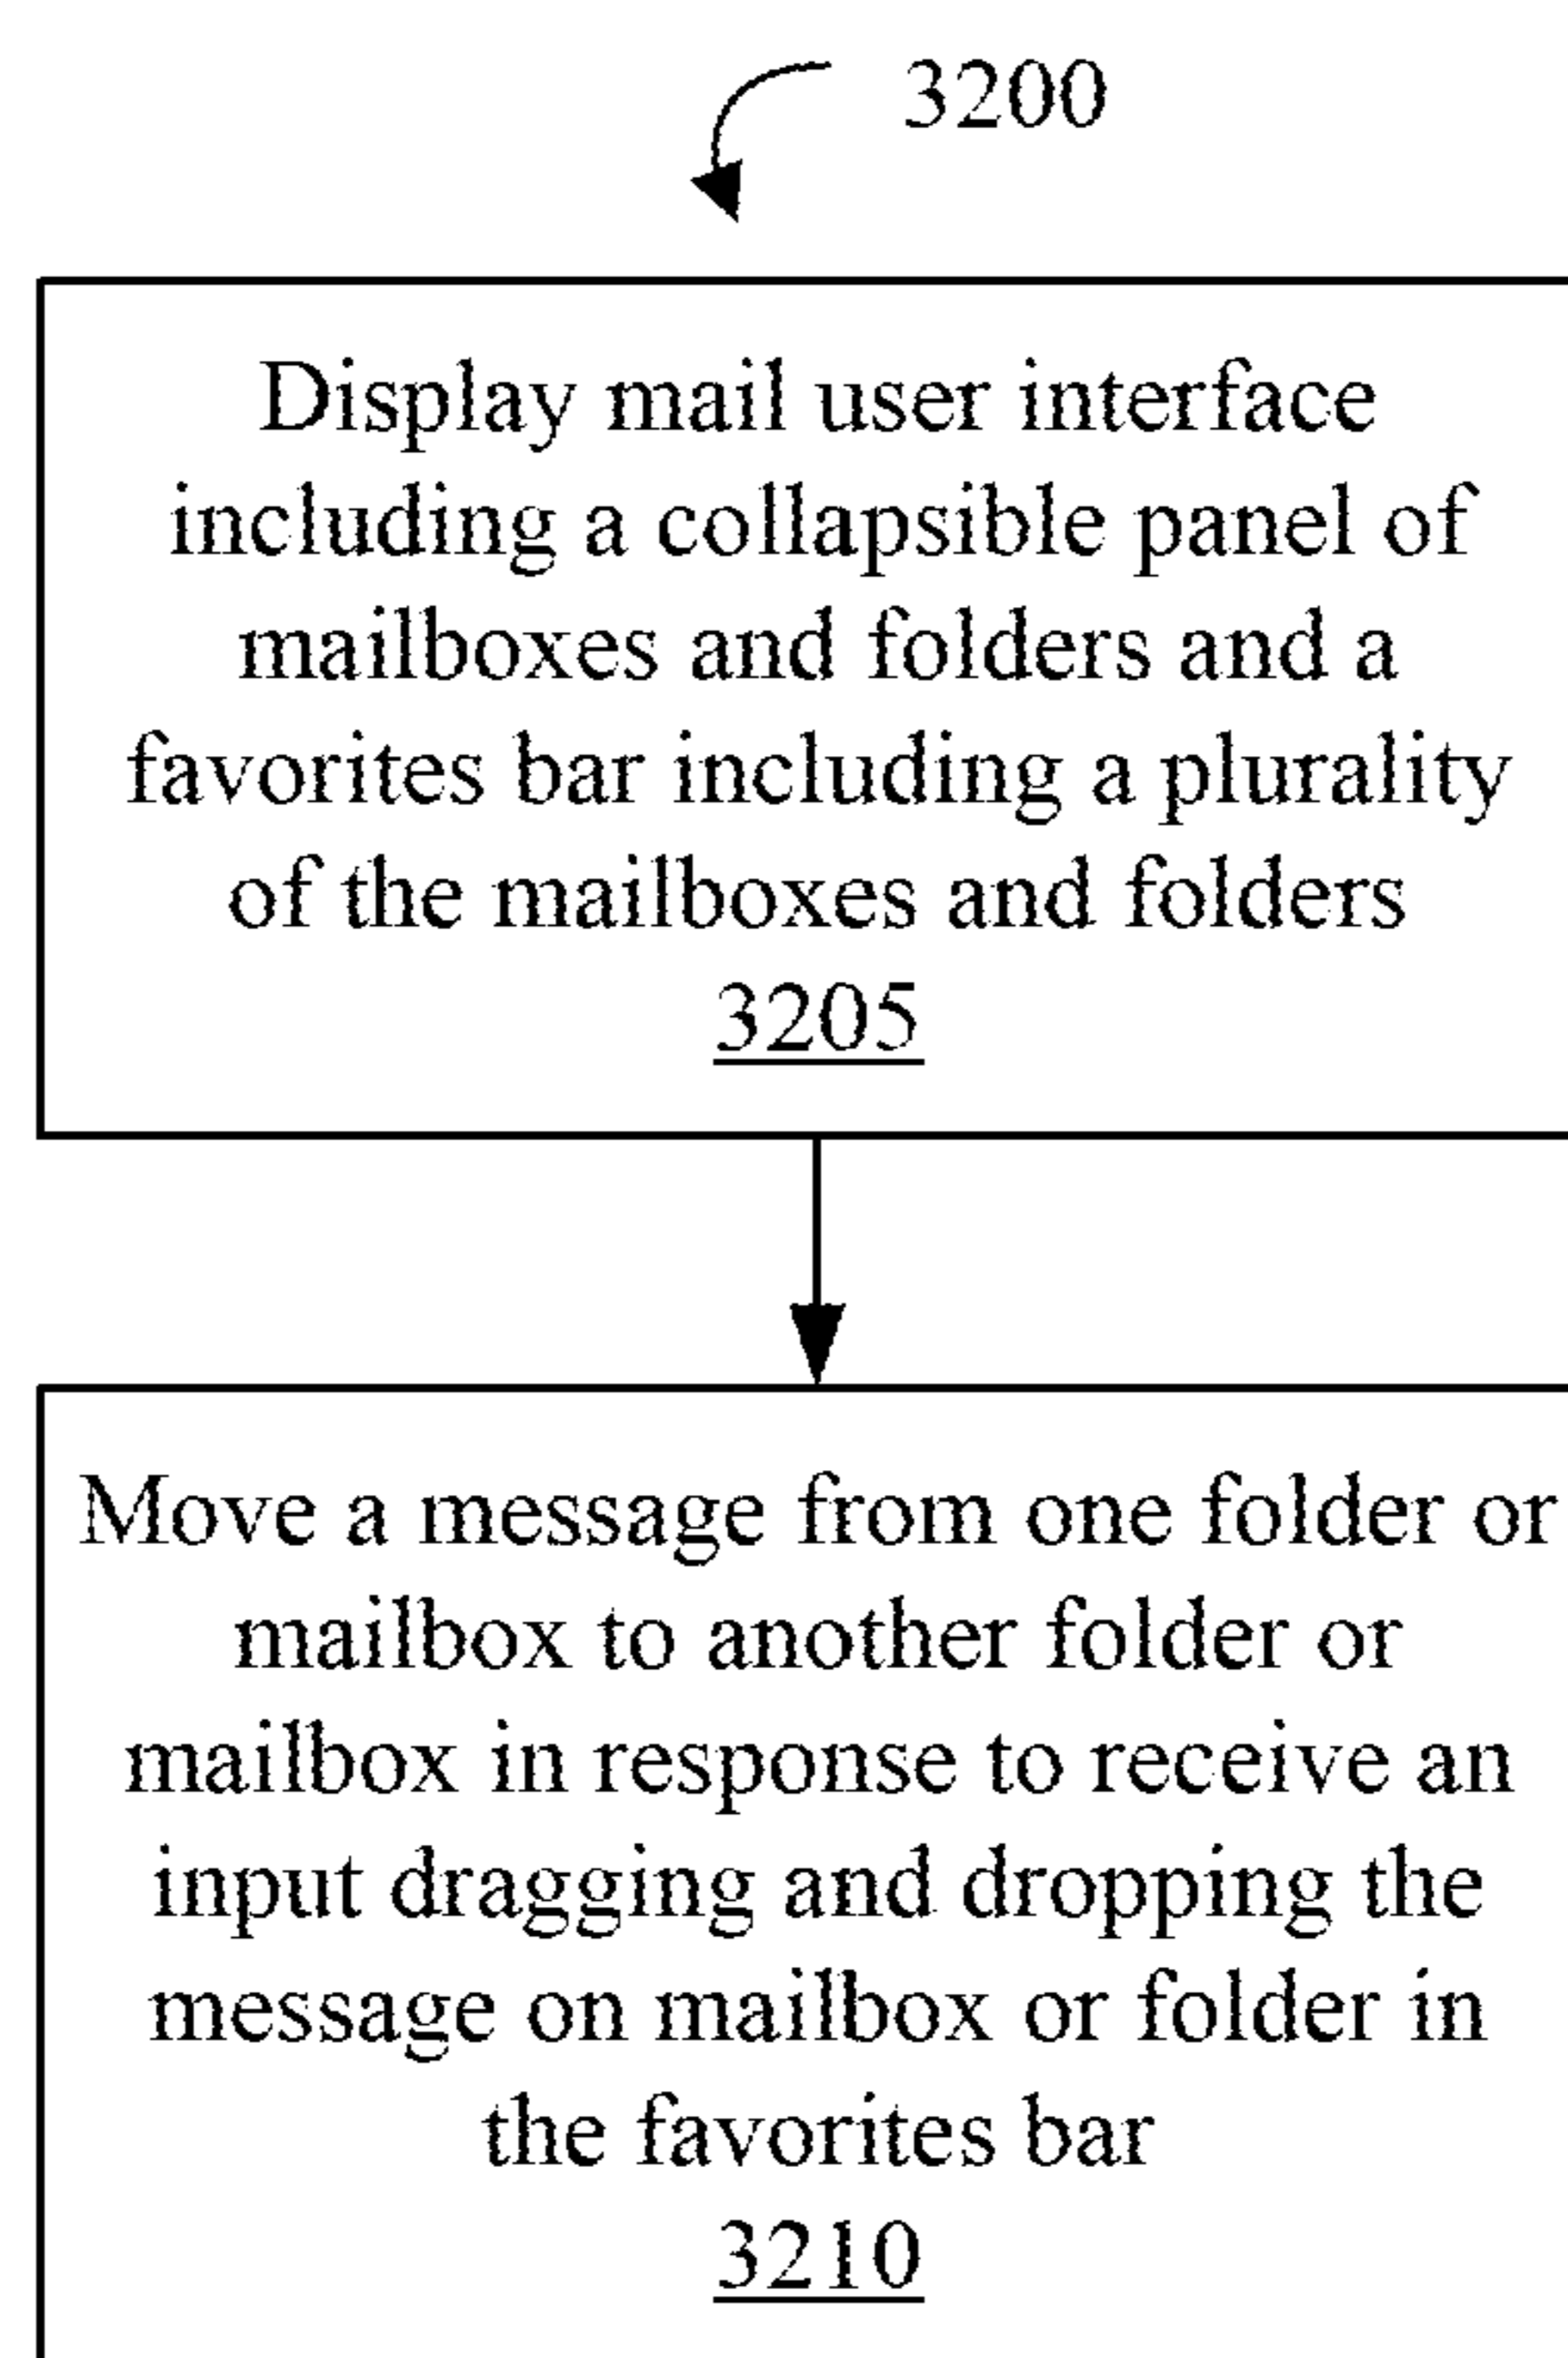 3200
Display mail user interface
including a collapsible panel of
mailboxes and folders and a
favorites bar including a plurality
of the mailboxes and folders
3205
Move a message from one folder or
mailbox to another folder or
mailbox in response to receive an
input dragging and dropping the
message on mailbox or folder in
the favorites bar
3210